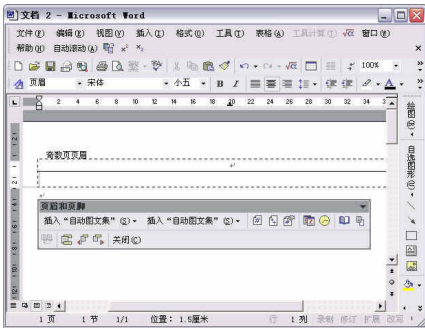 文档 2 - Microsoft Word
文件(F) 编辑(E) 视图(V) 插入(I) 格式(O) 工具(T) 表格(A) 工具计算(T) √α 窗口(W)
帮助(H) 自动滚动(A) x² ×₂
页眉 宋体 小五 B I A
100%
L 8 2 4 6 8 10 12 14 16 18 20 22 24 26 28 30 32 34 3
绘图(D)
自选图形(U)
奇数页页眉
页眉和页脚
插入“自动图文集”(S) 插入“自动图文集”(S)
关闭(C)
1 页 1 节 1/1 位置: 1.5厘米 行 1 列 录制 修订 扩展 改写